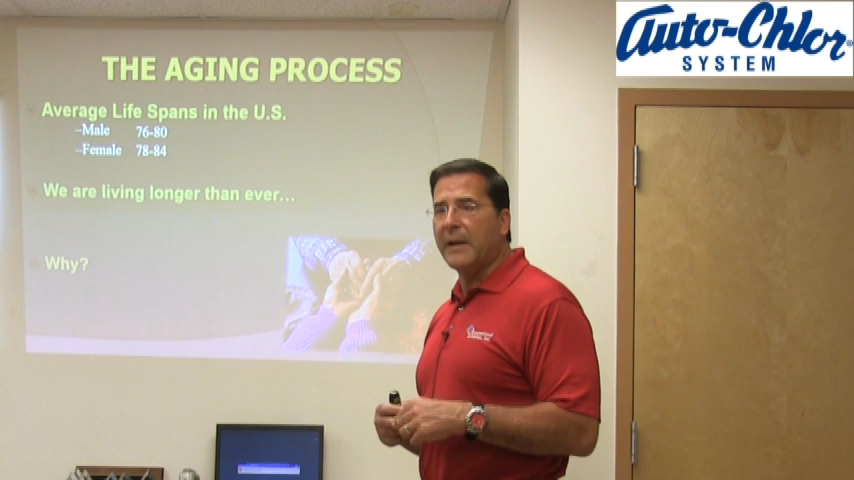 THE AGING PROCESS
Average Life Spans in the U.S.
–Male 76-80
–Female 78-84
We are living longer than ever…
Why?
Auto-Chlor®
SYSTEM